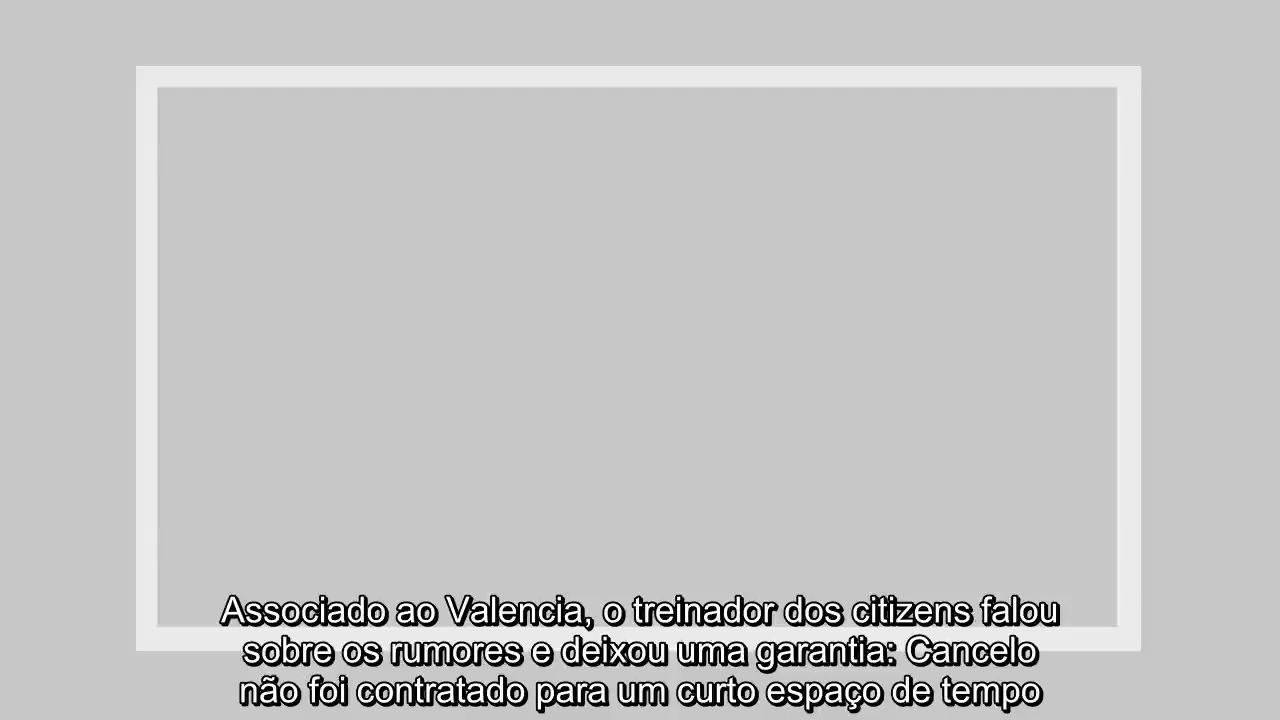 Associado ao Valencia, o treinador dos citizens falou
sobre os rumores e deixou uma garantia: Cancelo
não foi contratado para um curto espaço de tempo